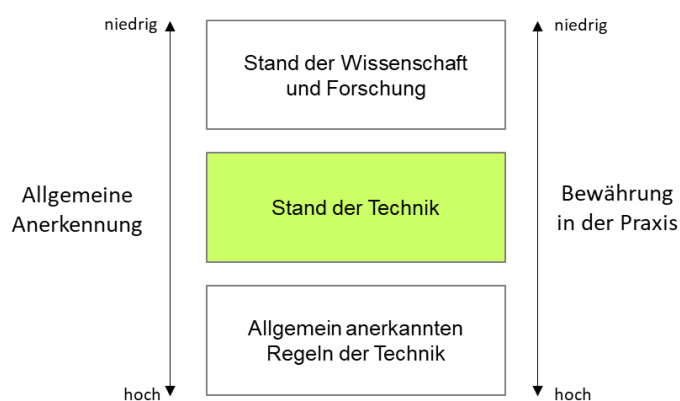 niedrig
niedrig
Stand der Wissenschaft
und Forschung
Allgemeine
Anerkennung
Stand der Technik
Bewährung
in der Praxis
Allgemein anerkannten
Regeln der Technik
hoch
hoch